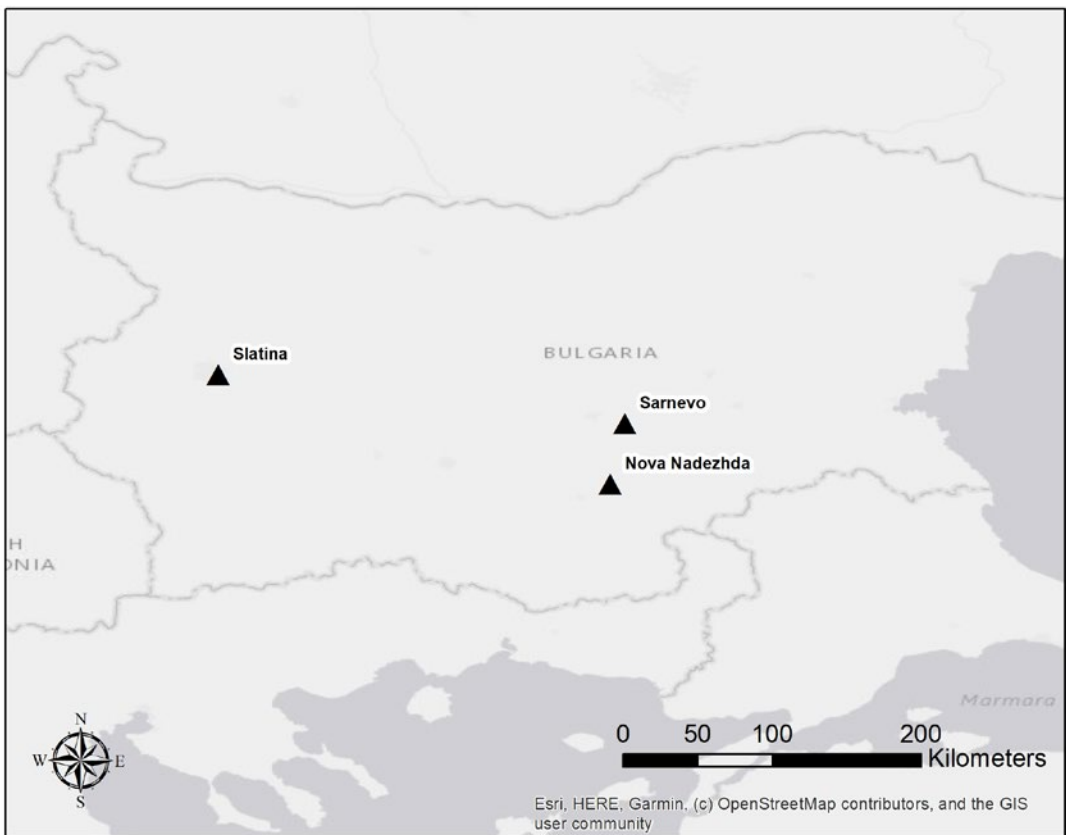 Slatina
BULGARIA
Sarnevo
Nova Nadezhda
H
ONIA
Marmara
N
W E
S
0 50 100 200
Kilometers
Esri, HERE, Garmin, (c) OpenStreetMap contributors, and the GIS
user community